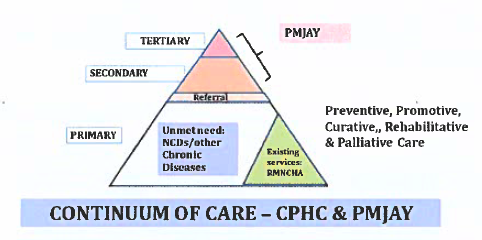 TERTIARY
PMJAY
SECONDARY
Referral
PRIMARY
Unmet need:
NCDs/other
Chronic
Diseases
Existing
services:
RMNCHA
Preventive, Promotive,
Curative,, Rehabilitative
& Palliative Care
CONTINUUM OF CARE – CPHC & PMJAY